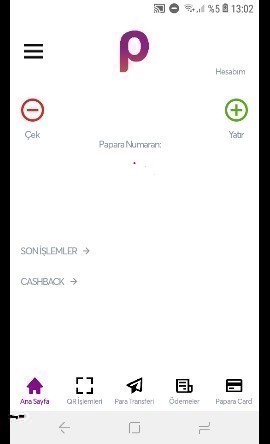 %5 13:02
Hesabım
Çek
Yatır
Papara Numaran:
SON İŞLEMLER →
CASHBACK →
Ana Sayfa QR İşlemleri Para Transferi Ödemeler Papara Card